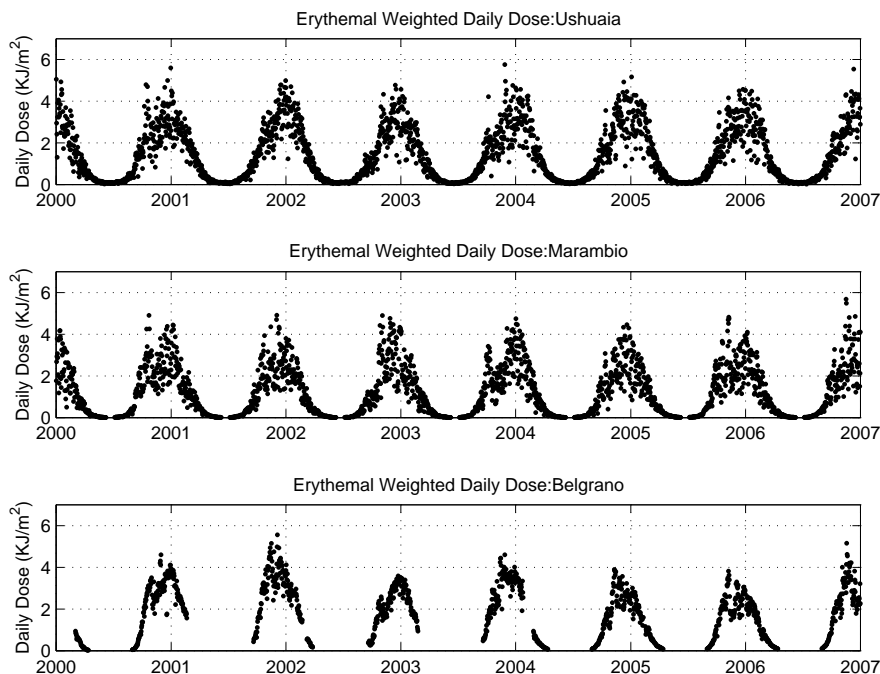 Erythemal Weighted Daily Dose:Ushuaia
Daily Dose (KJ/m²)
6
4
2
0
2000 2001 2002 2003 2004 2005 2006 2007
Erythemal Weighted Daily Dose:Marambio
Daily Dose (KJ/m²)
6
4
2
0
2000 2001 2002 2003 2004 2005 2006 2007
Erythemal Weighted Daily Dose:Belgrano
Daily Dose (KJ/m²)
6
4
2
0
2000 2001 2002 2003 2004 2005 2006 2007